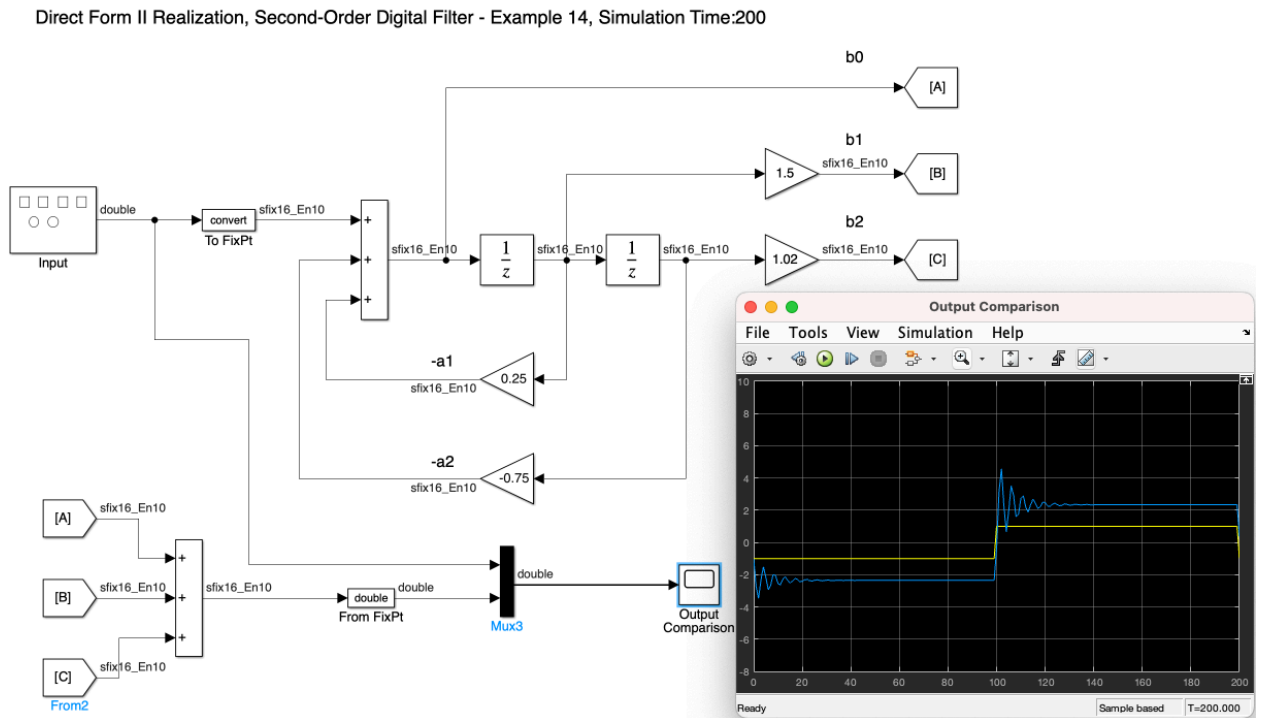 Direct Form II Realization, Second-Order Digital Filter - Example 14, Simulation Time:200
b0
[A]
b1
sfix16_En10
1.5
[B]
double
convert
sfix16_En10
To FixPt
Input
+
+
+
sfix16_En10
1
z
sfix16_En10
1
z
sfix16_En10
b2
1.02
sfix16_En10
[C]
-a1
0.25
sfix16_En10
-a2
-0.75
sfix16_En10
[A]
sfix16_En10
[B]
sfix16_En10
[C]
sfix16_En10
From2
+
+
+
sfix16_En10
double
double
From FixPt
double
Mux3
Output
Comparison
Output Comparison
File Tools View Simulation Help
10
8
6
4
2
0
-2
-4
-6
-8
0 20 40 60 80 100 120 140 160 180 200
Ready Sample based T=200.000